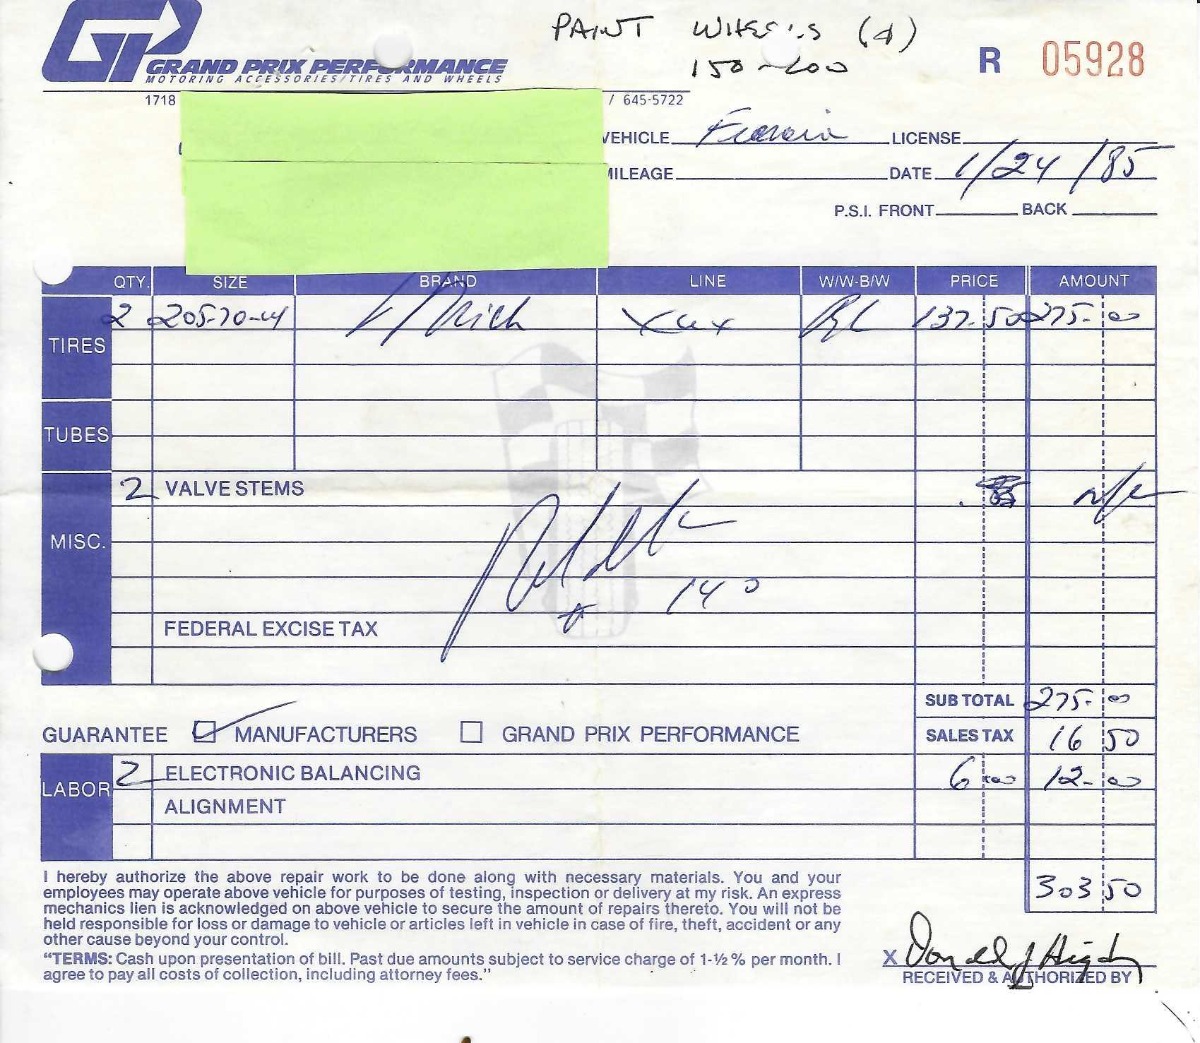 GP GRAND PRIX PERFORMANCE
MOTORING ACCESSORIES/TIRES AND WHEELS
PAINT WHEELS (4)
150-200
R 05928
1718 / 645-5722
VEHICLE LICENSE
MILEAGE DATE 1/24/85
P.S.I. FRONT BACK
QTY. SIZE BRAND LINE W/W-B/W PRICE AMOUNT
2 205-70-14 137.50 275.00
TIRES
TUBES
2 VALVE STEMS n/c
MISC.
140
FEDERAL EXCISE TAX
SUB TOTAL 275.00
GUARANTEE MANUFACTURERS GRAND PRIX PERFORMANCE SALES TAX 16 50
2 ELECTRONIC BALANCING 6.00 12.00
LABOR
ALIGNMENT
I hereby authorize the above repair work to be done along with necessary materials. You and your
employees may operate above vehicle for purposes of testing, inspection or delivery at my risk. An express
mechanics lien is acknowledged on above vehicle to secure the amount of repairs thereto. You will not be
held responsible for loss or damage to vehicle or articles left in vehicle in case of fire, theft, accident or any
other cause beyond your control.
303 50
"TERMS: Cash upon presentation of bill. Past due amounts subject to service charge of 1-½% per month. I
agree to pay all costs of collection, including attorney fees."
X Donald J Higdny
RECEIVED & AUTHORIZED BY